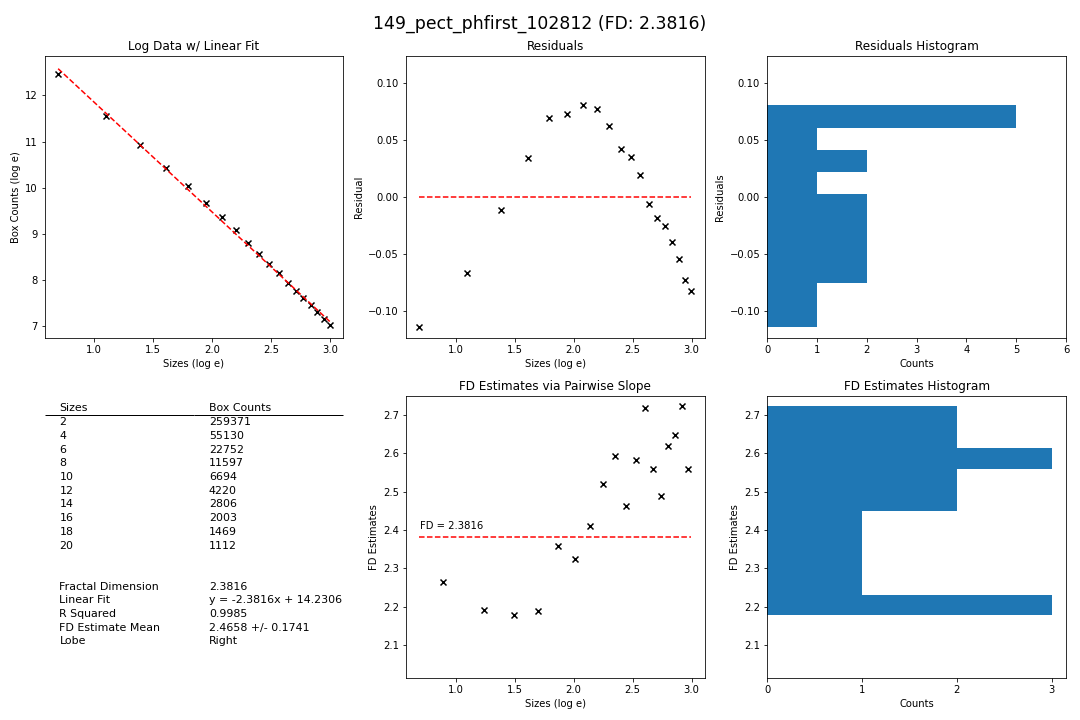 149_pect_phfirst_102812 (FD: 2.3816)
Log Data w/ Linear Fit
Box Counts (log e)
12
11
10
9
8
7
1.0 1.5 2.0 2.5 3.0
Sizes (log e)
Residuals
Residual
0.10
0.05
0.00
−0.05
−0.10
1.0 1.5 2.0 2.5 3.0
Sizes (log e)
Residuals Histogram
Residuals
0.10
0.05
0.00
−0.05
−0.10
0 1 2 3 4 5 6
Counts
Sizes Box Counts
2 259371
4 55130
6 22752
8 11597
10 6694
12 4220
14 2806
16 2003
18 1469
20 1112
Fractal Dimension 2.3816
Linear Fit y = -2.3816x + 14.2306
R Squared 0.9985
FD Estimate Mean 2.4658 +/- 0.1741
Lobe Right
FD Estimates via Pairwise Slope
FD Estimates
2.7
2.6
2.5
2.4
2.3
2.2
2.1
FD = 2.3816
1.0 1.5 2.0 2.5 3.0
Sizes (log e)
FD Estimates Histogram
FD Estimates
2.7
2.6
2.5
2.4
2.3
2.2
2.1
0 1 2 3
Counts